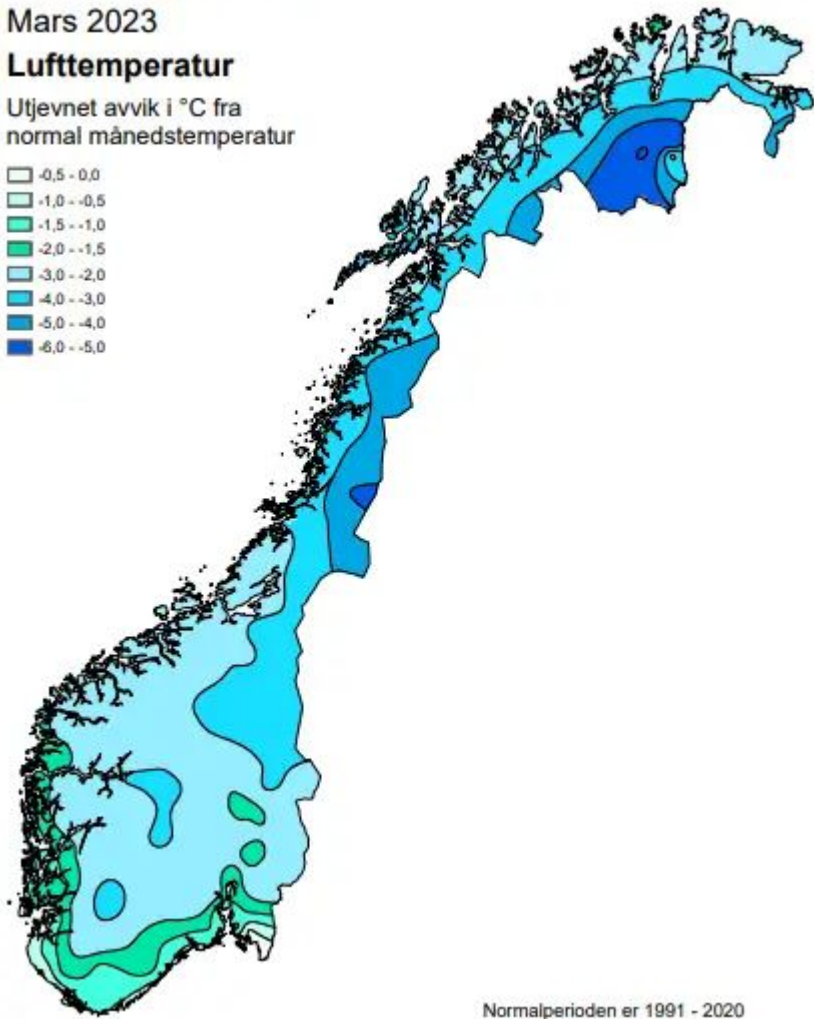 Mars 2023
Lufttemperatur
Utjevnet avvik i °C fra
normal månedstemperatur
-0,5 - 0,0
-1,0 - -0,5
-1,5 - -1,0
-2,0 - -1,5
-3,0 - -2,0
-4,0 - -3,0
-5,0 - -4,0
-6,0 - -5,0
Normalperioden er 1991 - 2020